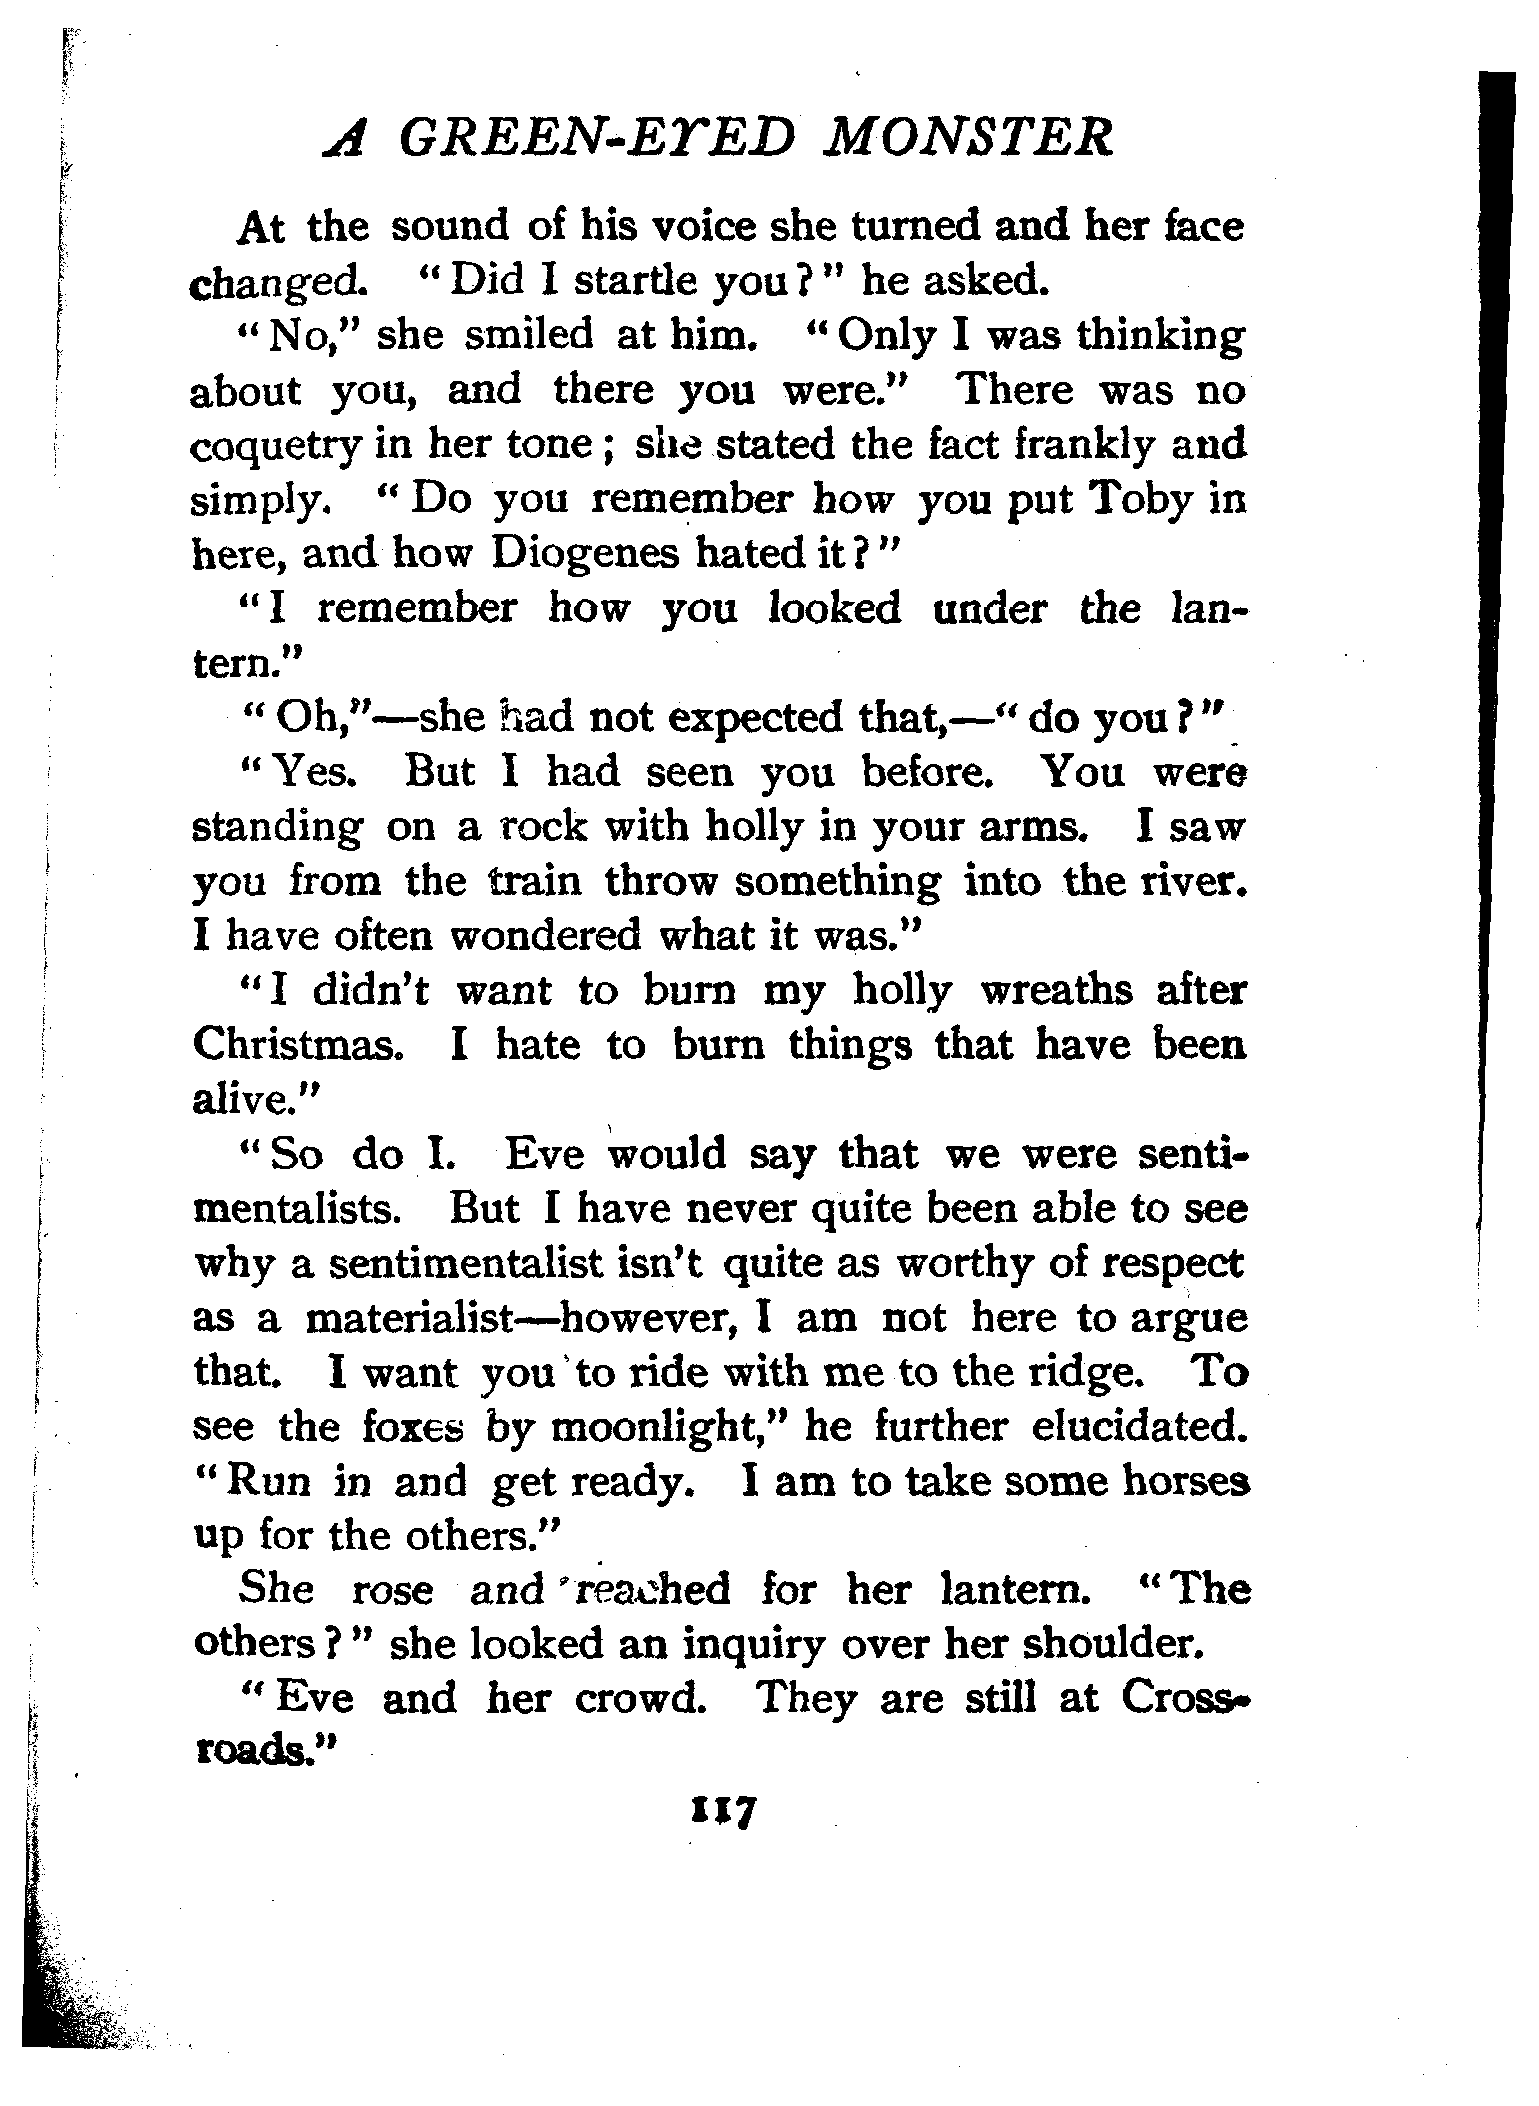 A GREEN-EYED MONSTER
At the sound of his voice she turned and her face
changed. "Did I startle you?" he asked.
"No," she smiled at him. "Only I was thinking
about you, and there you were." There was no
coquetry in her tone; she stated the fact frankly and
simply. "Do you remember how you put Toby in
here, and how Diogenes hated it?"
"I remember how you looked under the lan-
tern."
"Oh,"—she had not expected that,—"do you?"
"Yes. But I had seen you before. You were
standing on a rock with holly in your arms. I saw
you from the train throw something into the river.
I have often wondered what it was."
"I didn't want to burn my holly wreaths after
Christmas. I hate to burn things that have been
alive."
"So do I. Eve would say that we were senti-
mentalists. But I have never quite been able to see
why a sentimentalist isn't quite as worthy of respect
as a materialist—however, I am not here to argue
that. I want you to ride with me to the ridge. To
see the foxes by moonlight," he further elucidated.
"Run in and get ready. I am to take some horses
up for the others."
She rose and reached for her lantern. "The
others?" she looked an inquiry over her shoulder.
"Eve and her crowd. They are still at Cross-
roads."
117